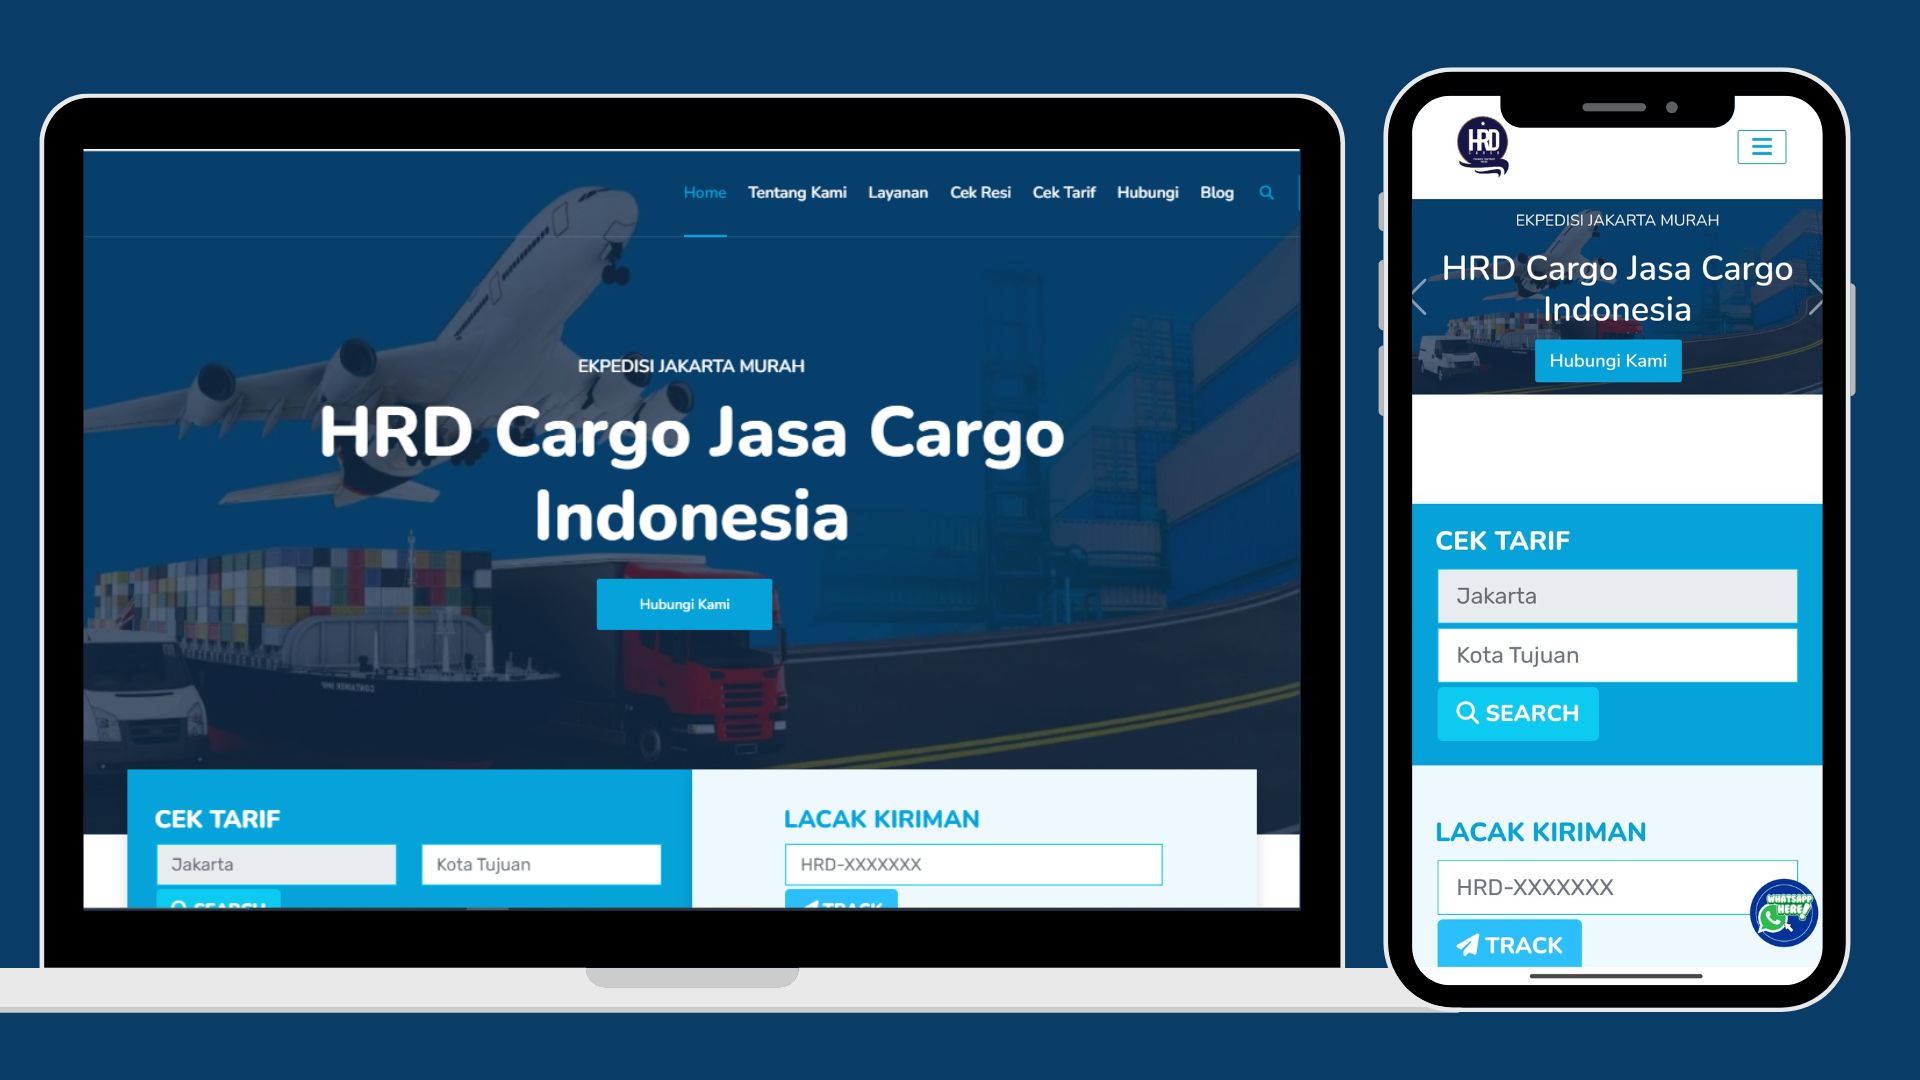 Home Tentang Kami Layanan Cek Resi Cek Tarif Hubungi Blog
EKPEDISI JAKARTA MURAH
HRD Cargo Jasa Cargo
Indonesia
Hubungi Kami
CEK TARIF
Jakarta Kota Tujuan
SEARCH
LACAK KIRIMAN
HRD-XXXXXXX
TRACK
HRD
EKPEDISI JAKARTA MURAH
HRD Cargo Jasa Cargo
Indonesia
Hubungi Kami
CEK TARIF
Jakarta
Kota Tujuan
SEARCH
LACAK KIRIMAN
HRD-XXXXXXX
WHATSAPP
HERE!
TRACK